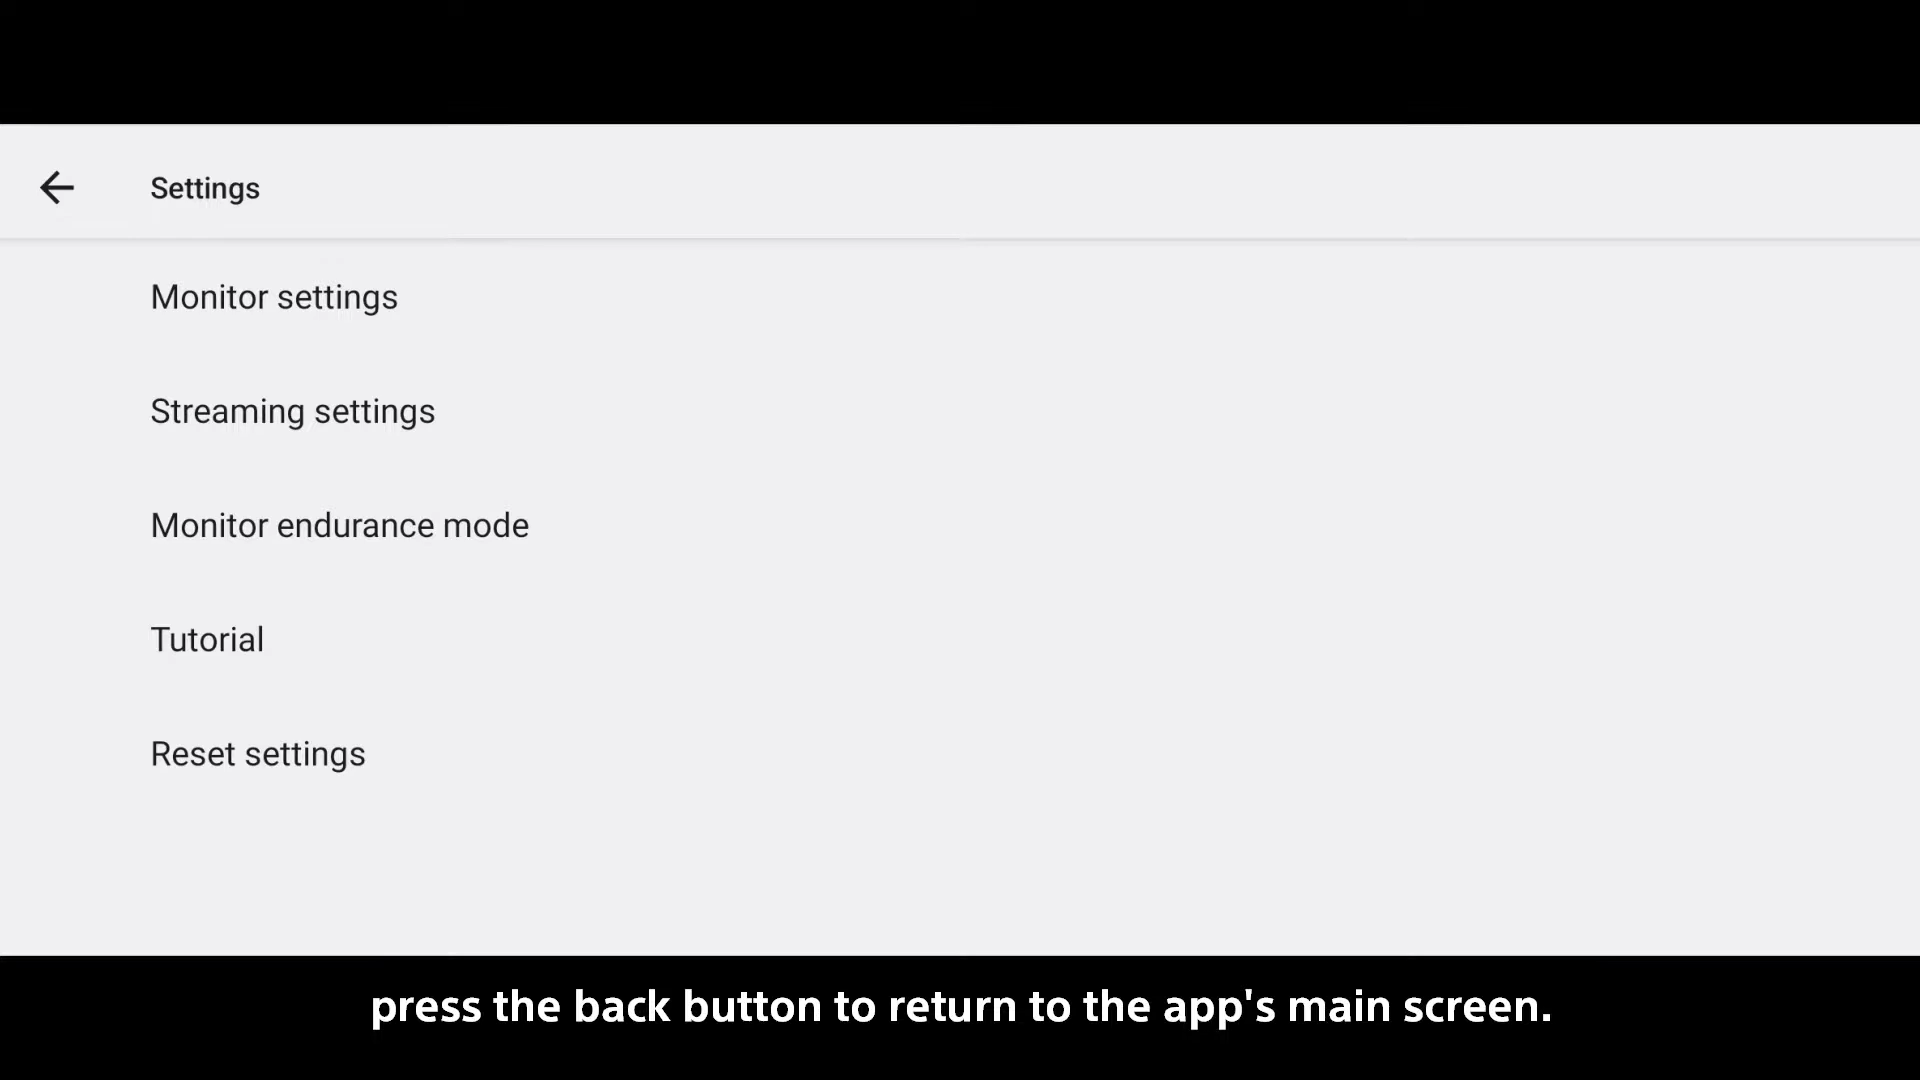 Settings
Monitor settings
Streaming settings
Monitor endurance mode
Tutorial
Reset settings
press the back button to return to the app's main screen.